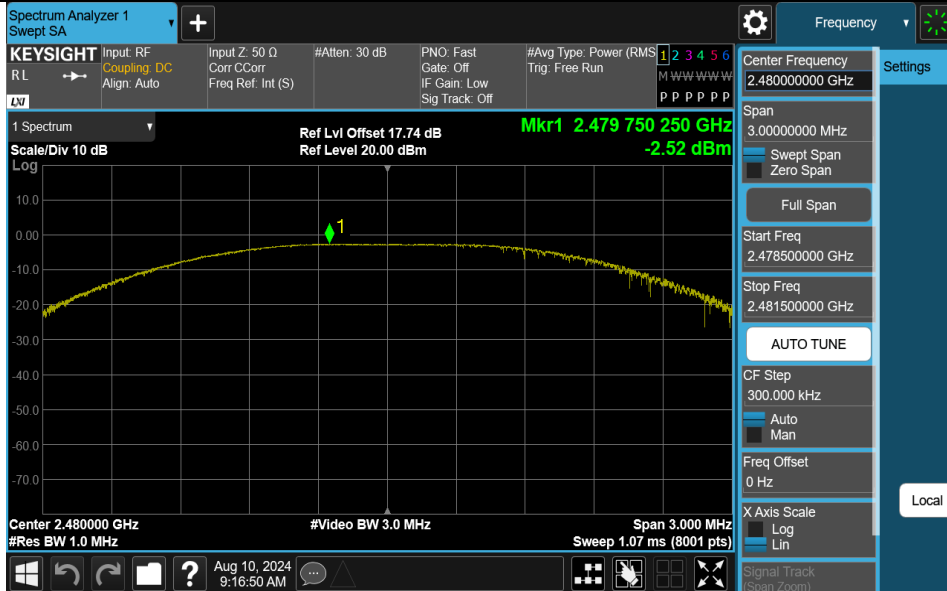 Spectrum Analyzer 1
Swept SA
▼
+
Frequency
▼
KEYSIGHT
RL
LXI
Input: RF
Coupling: DC
Align: Auto
Input Z: 50 Ω
Corr CCorr
Freq Ref: Int (S)
#Atten: 30 dB
PNO: Fast
Gate: Off
IF Gain: Low
Sig Track: Off
#Avg Type: Power (RMS
Trig: Free Run
1 2 3 4 5 6
M W W W W W
P P P P P P
1 Spectrum
▼
Scale/Div 10 dB
Ref Lvl Offset 17.74 dB
Ref Level 20.00 dBm
Mkr1 2.479 750 250 GHz
-2.52 dBm
Log
10.0
0.00
-10.0
-20.0
-30.0
-40.0
-50.0
-60.0
-70.0
1
Center 2.480000 GHz
#Video BW 3.0 MHz
Span 3.000 MHz
#Res BW 1.0 MHz
Sweep 1.07 ms (8001 pts)
Center Frequency
2.480000000 GHz
Span
3.00000000 MHz
Swept Span
Zero Span
Full Span
Start Freq
2.478500000 GHz
Stop Freq
2.481500000 GHz
AUTO TUNE
CF Step
300.000 kHz
Auto
Man
Freq Offset
0 Hz
X Axis Scale
Log
Lin
Signal Track
(Span Zoom)
Settings
Local
?
Aug 10, 2024
9:16:50 AM